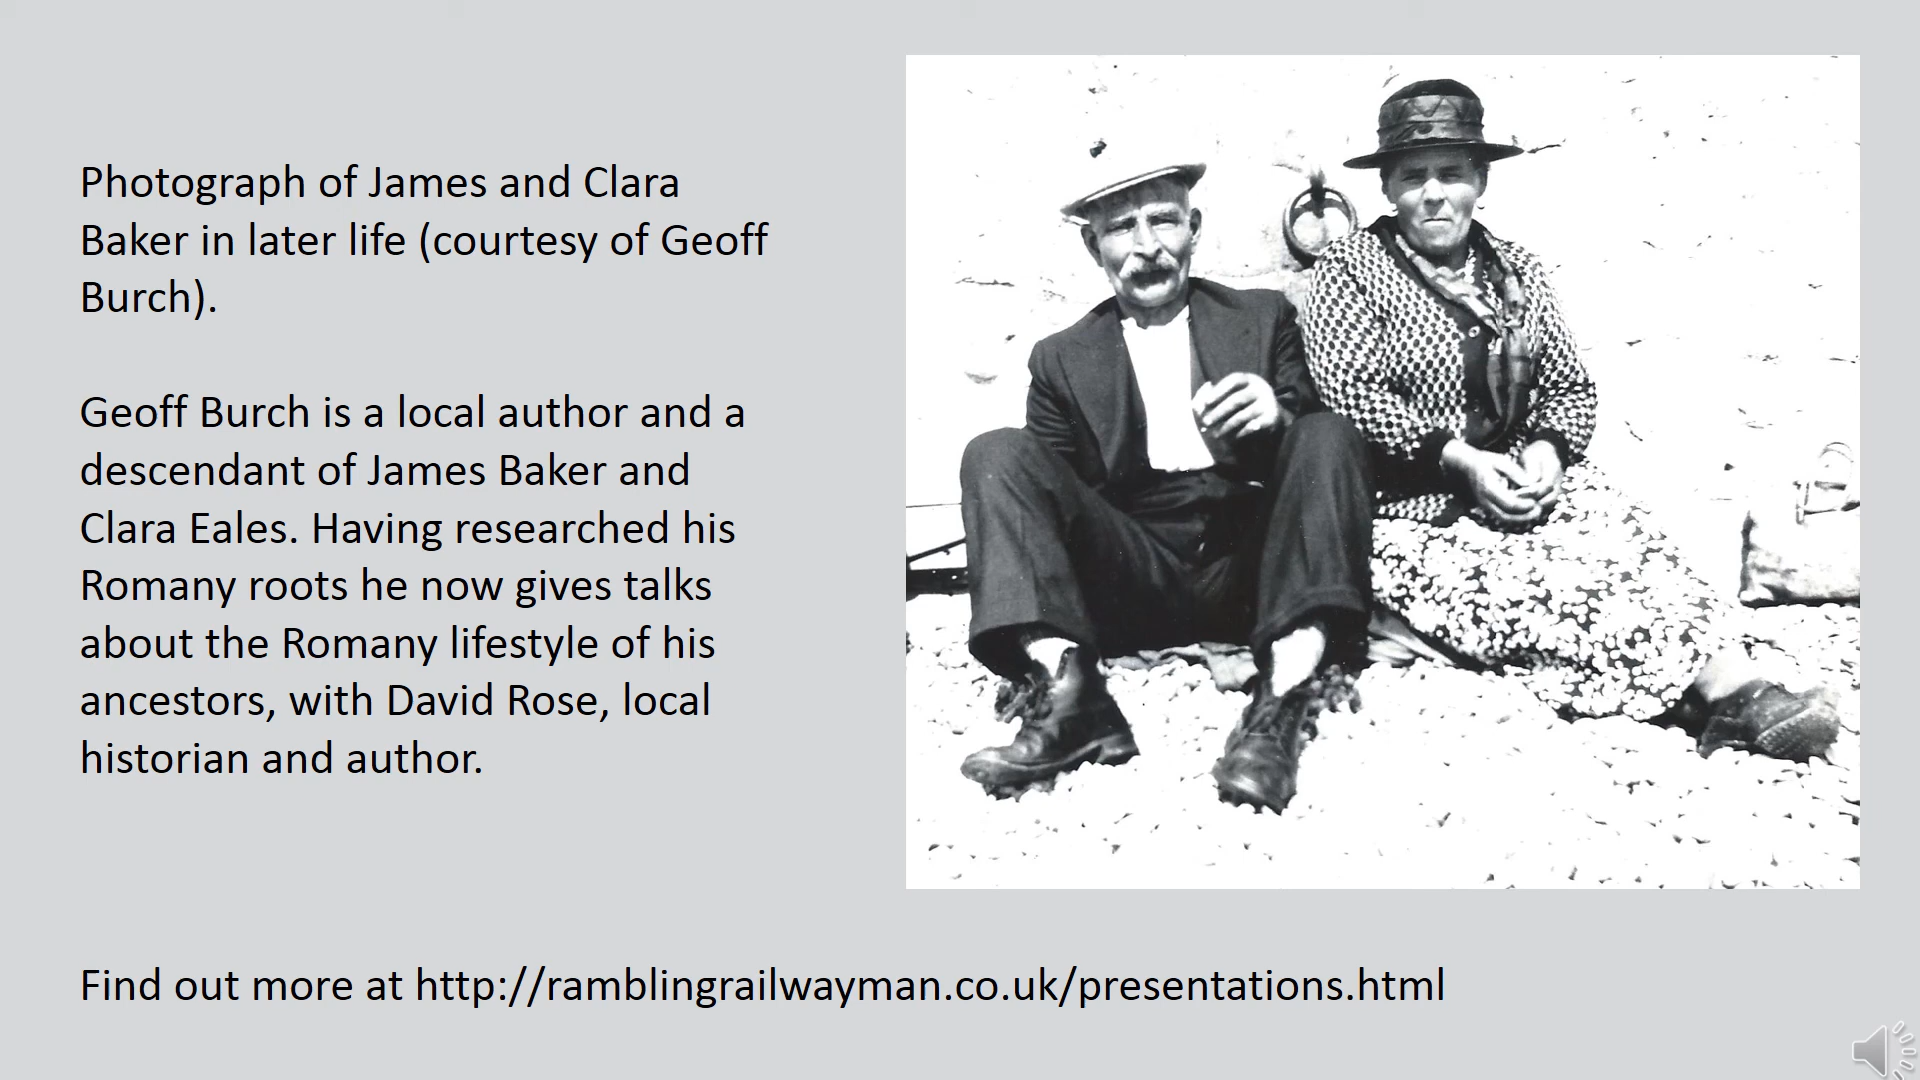 Photograph of James and Clara
Baker in later life (courtesy of Geoff
Burch).
Geoff Burch is a local author and a
descendant of James Baker and
Clara Eales. Having researched his
Romany roots he now gives talks
about the Romany lifestyle of his
ancestors, with David Rose, local
historian and author.
Find out more at http://ramblingrailwayman.co.uk/presentations.html